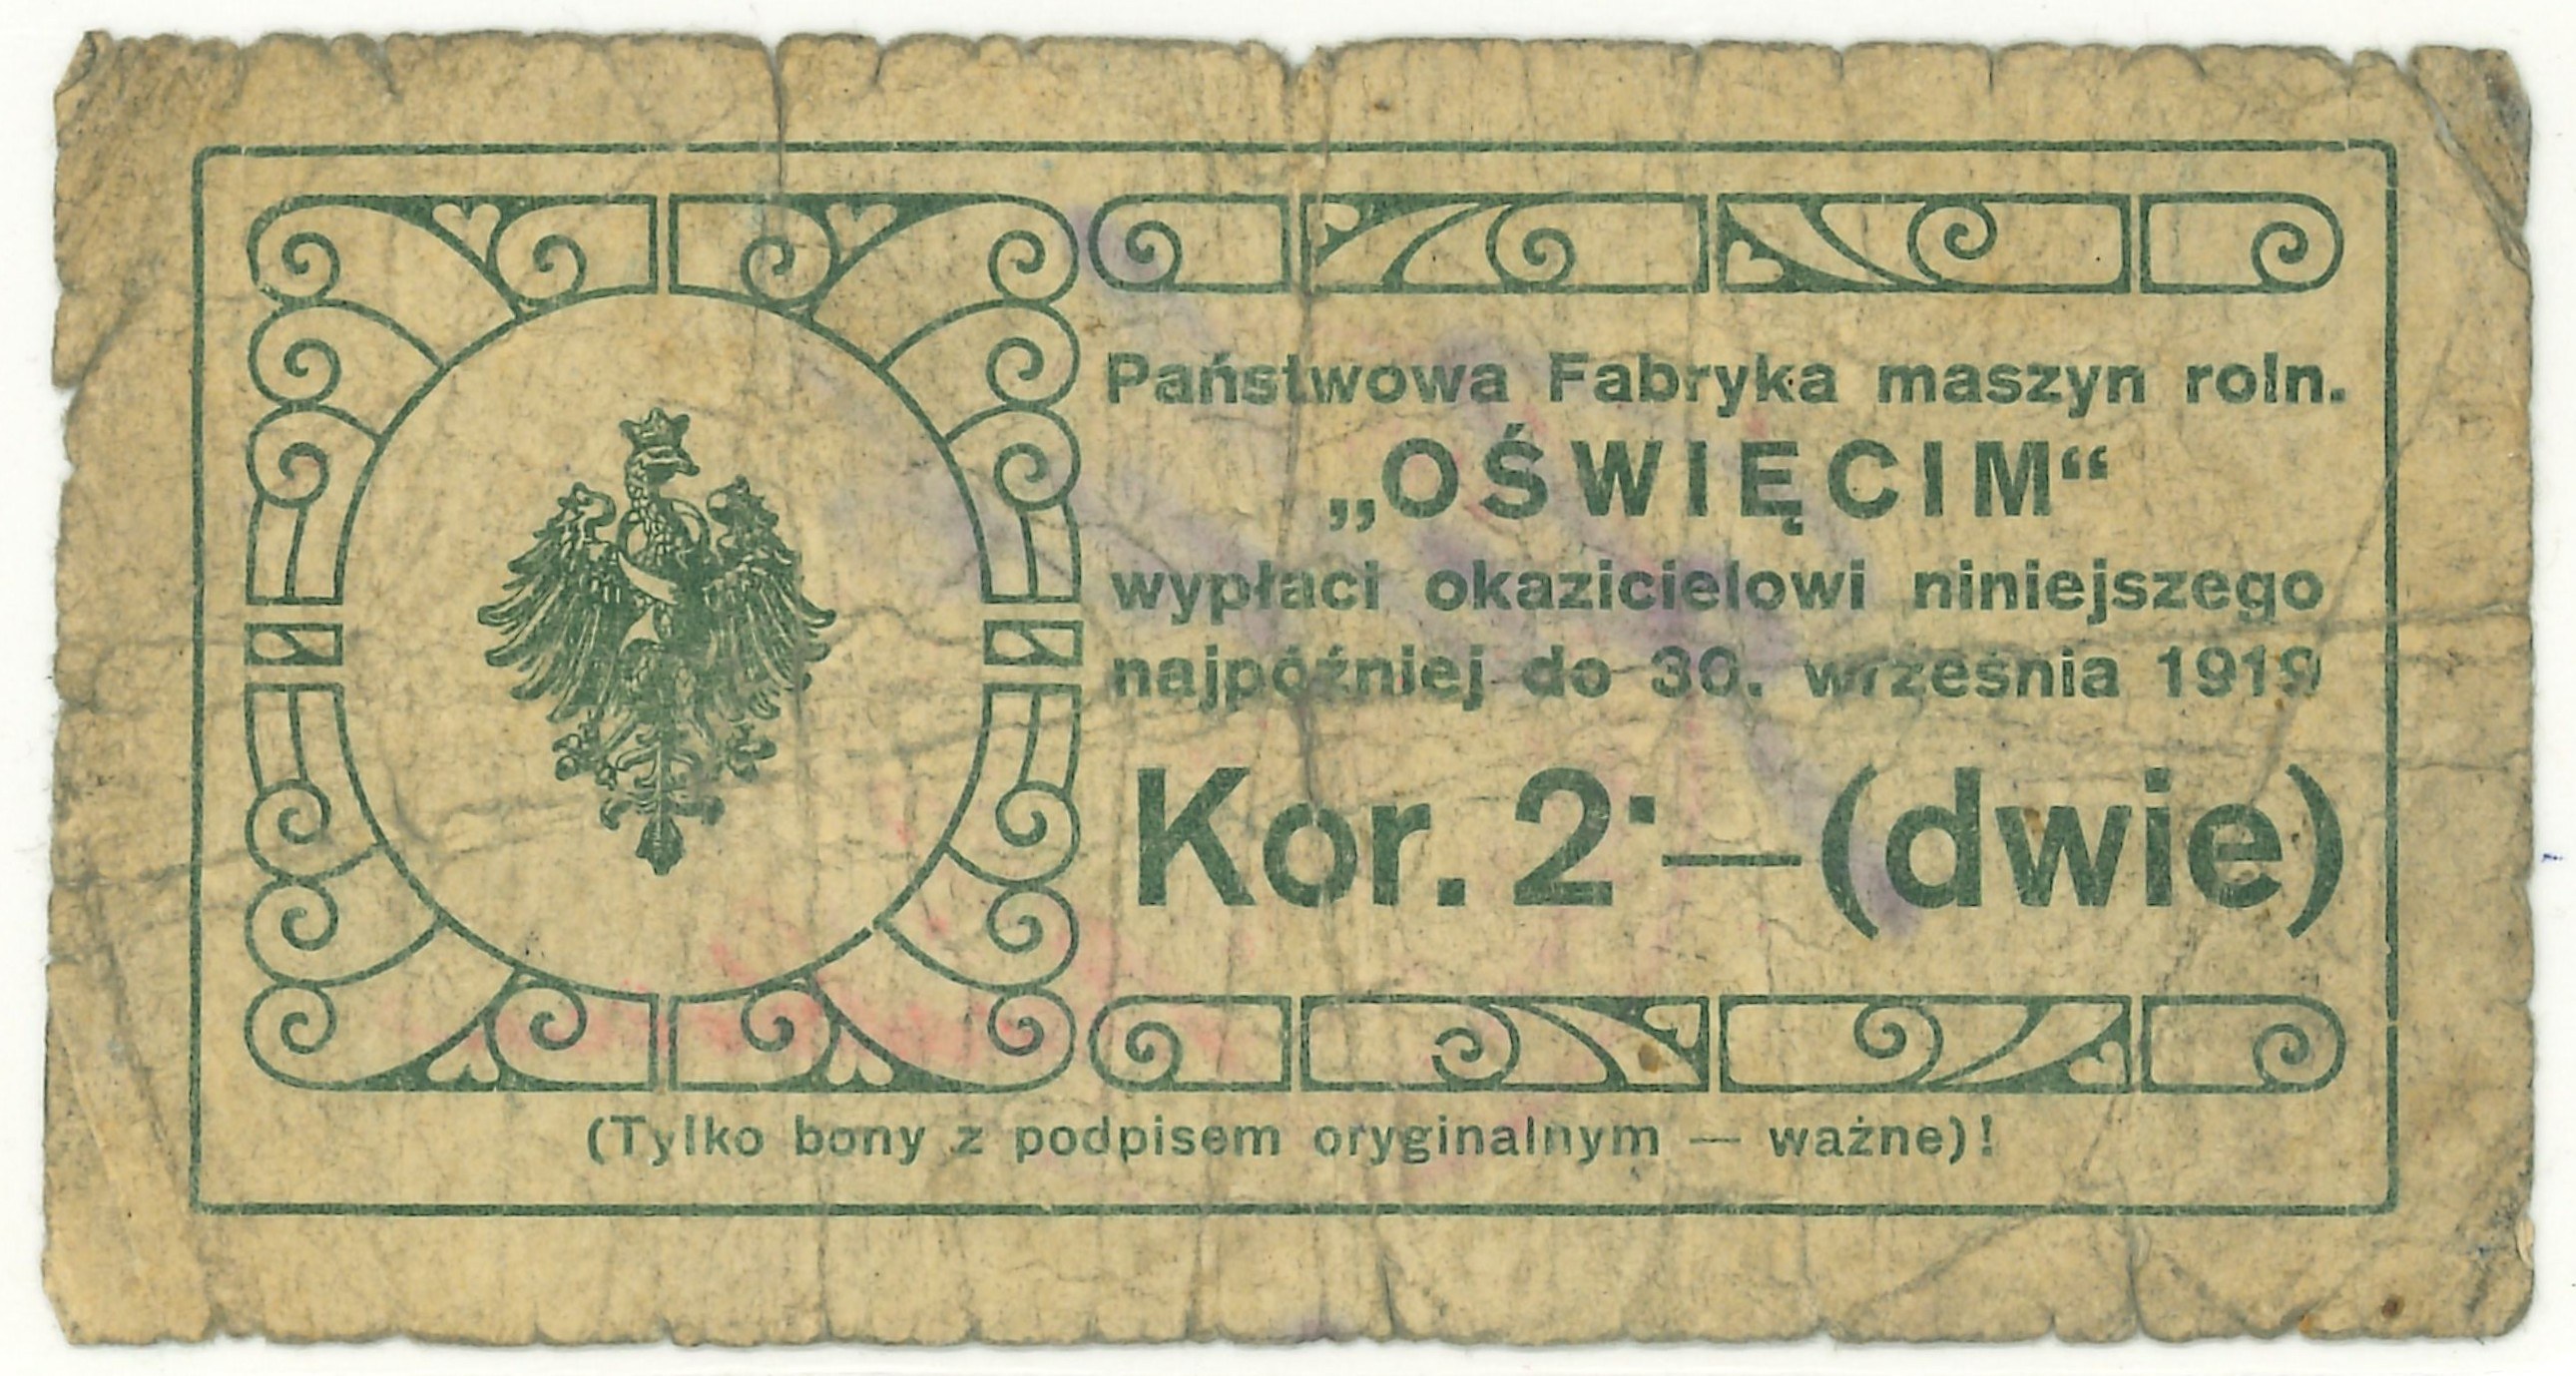 Państwowa Fabryka maszyn roln.
„OŚWIĘCIM“
wypłaci okazicielowi niniejszego
najpóźniej do 30. września 1919
Kor. 2·— (dwie)
(Tylko bony z podpisem oryginalnym — ważne)!